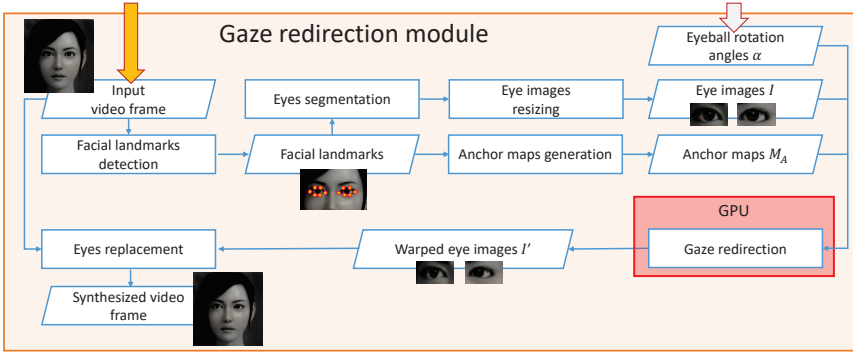 Gaze redirection module
Eyeball rotation
angles α
Input
video frame
Eyes segmentation
Eye images
resizing
Eye images I
Facial landmarks
detection
Facial landmarks
Anchor maps generation
Anchor maps M_A
GPU
Eyes replacement
Warped eye images I'
Gaze redirection
Synthesized video
frame